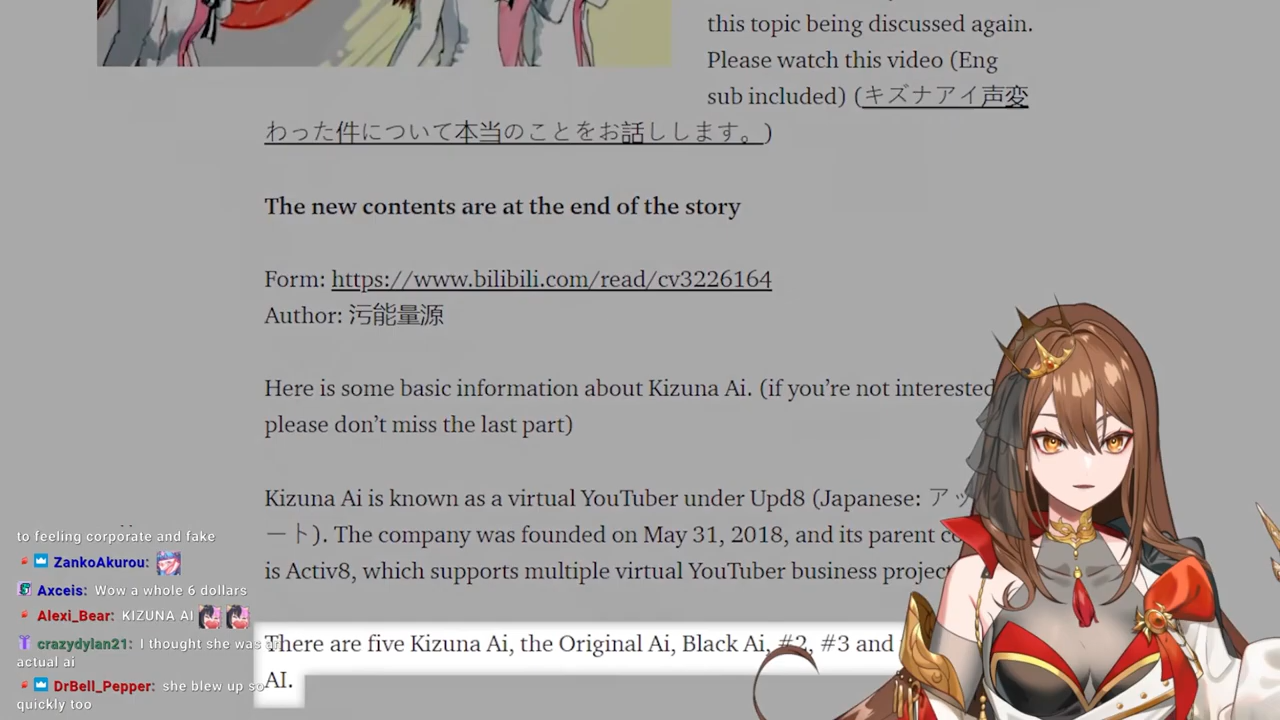 this topic being discussed again.
Please watch this video (Eng
sub included) (キズナアイ声変
わった件について本当のことをお話しします。)
The new contents are at the end of the story
Form: https://www.bilibili.com/read/cv3226164
Author: 污能量源
Here is some basic information about Kizuna Ai. (if you're not interested
please don't miss the last part)
Kizuna Ai is known as a virtual YouTuber under Upd8 (Japanese: アッ
ート). The company was founded on May 31, 2018, and its parent
is Activ8, which supports multiple virtual YouTuber business
There are five Kizuna Ai, the Original Ai, Black Ai, #2, #3 and
AI.
to feeling corporate and fake
ZankoAkurou:
Axceis: Wow a whole 6 dollars
Alexi_Bear: KIZUNA AI
crazydylan21: I thought she was an
actual ai
DrBell_Pepper: she blew up so
quickly too